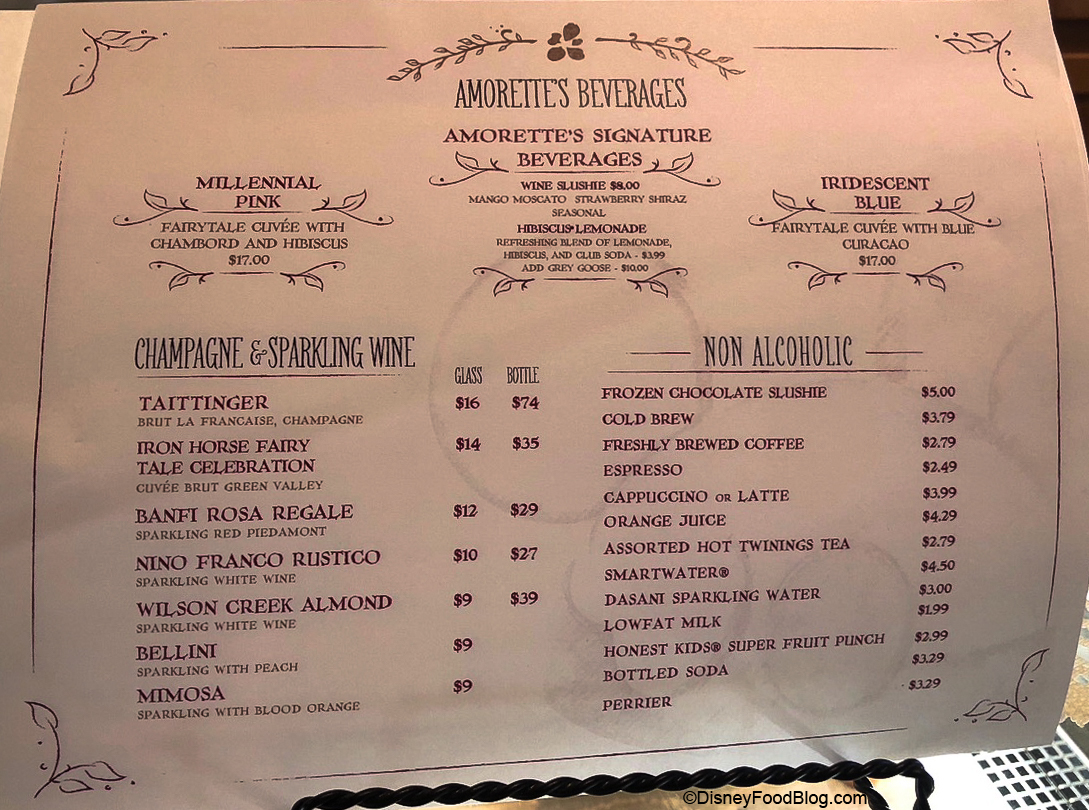 AMORETTE'S BEVERAGES
AMORETTE'S SIGNATURE
BEVERAGES
MILLENNIAL
PINK
FAIRYTALE CUVÉE WITH
CHAMBORD AND HIBISCUS
$17.00
WINE SLUSHIE $8.00
MANGO MOSCATO STRAWBERRY SHIRAZ
SEASONAL
HIBISCUS LEMONADE
REFRESHING BLEND OF LEMONADE,
HIBISCUS, AND CLUB SODA - $3.99
ADD GREY GOOSE - $10.00
IRIDESCENT
BLUE
FAIRYTALE CUVÉE WITH BLUE
CURACAO
$17.00
CHAMPAGNE & SPARKLING WINE
GLASS BOTTLE
TAITTINGER $16 $74
BRUT LA FRANCAISE, CHAMPAGNE
IRON HORSE FAIRY $14 $35
TALE CELEBRATION
CUVÉE BRUT GREEN VALLEY
BANFI ROSA REGALE $12 $29
SPARKLING RED PIEDAMONT
NINO FRANCO RUSTICO $10 $27
SPARKLING WHITE WINE
WILSON CREEK ALMOND $9 $39
SPARKLING WHITE WINE
BELLINI $9
SPARKLING WITH PEACH
MIMOSA $9
SPARKLING WITH BLOOD ORANGE
NON ALCOHOLIC
FROZEN CHOCOLATE SLUSHIE $5.00
COLD BREW $3.79
FRESHLY BREWED COFFEE $2.79
ESPRESSO $2.49
CAPPUCCINO OR LATTE $3.99
ORANGE JUICE $4.29
ASSORTED HOT TWININGS TEA $2.79
SMARTWATER® $4.50
DASANI SPARKLING WATER $3.00
LOWFAT MILK $1.99
HONEST KIDS® SUPER FRUIT PUNCH $2.99
BOTTLED SODA $3.29
PERRIER $3.29
©DisneyFoodBlog.com